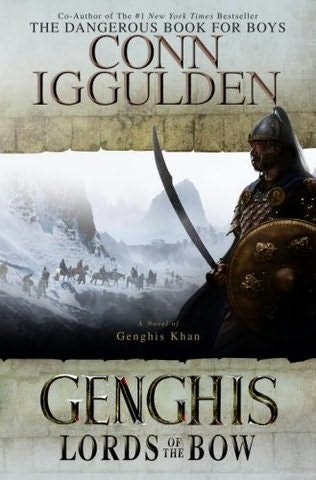 Co-Author of The #1 New York Times Bestseller
THE DANGEROUS BOOK FOR BOYS
CONN
IGGULDEN
A Novel of
Genghis Khan
GENGHIS
LORDS OF THE BOW